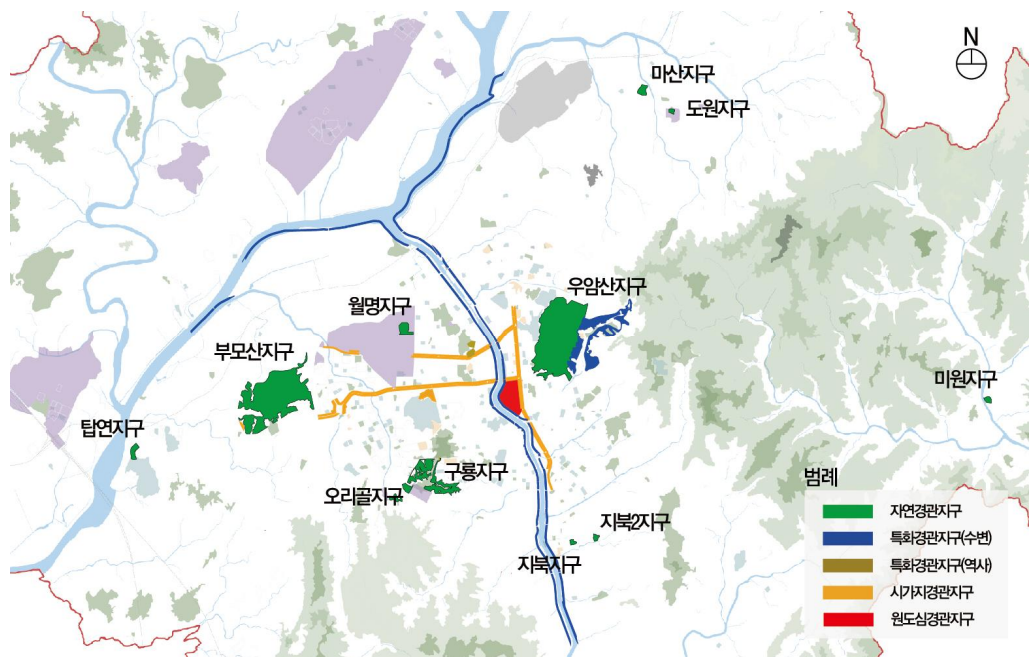 N
마산지구
도원지구
우암산지구
월명지구
부모산지구
미원지구
탑연지구
구룡지구
오리골지구
지북2지구
지북지구
범례
자연경관지구
특화경관지구(수변)
특화경관지구(역사)
시가지경관지구
원도심경관지구